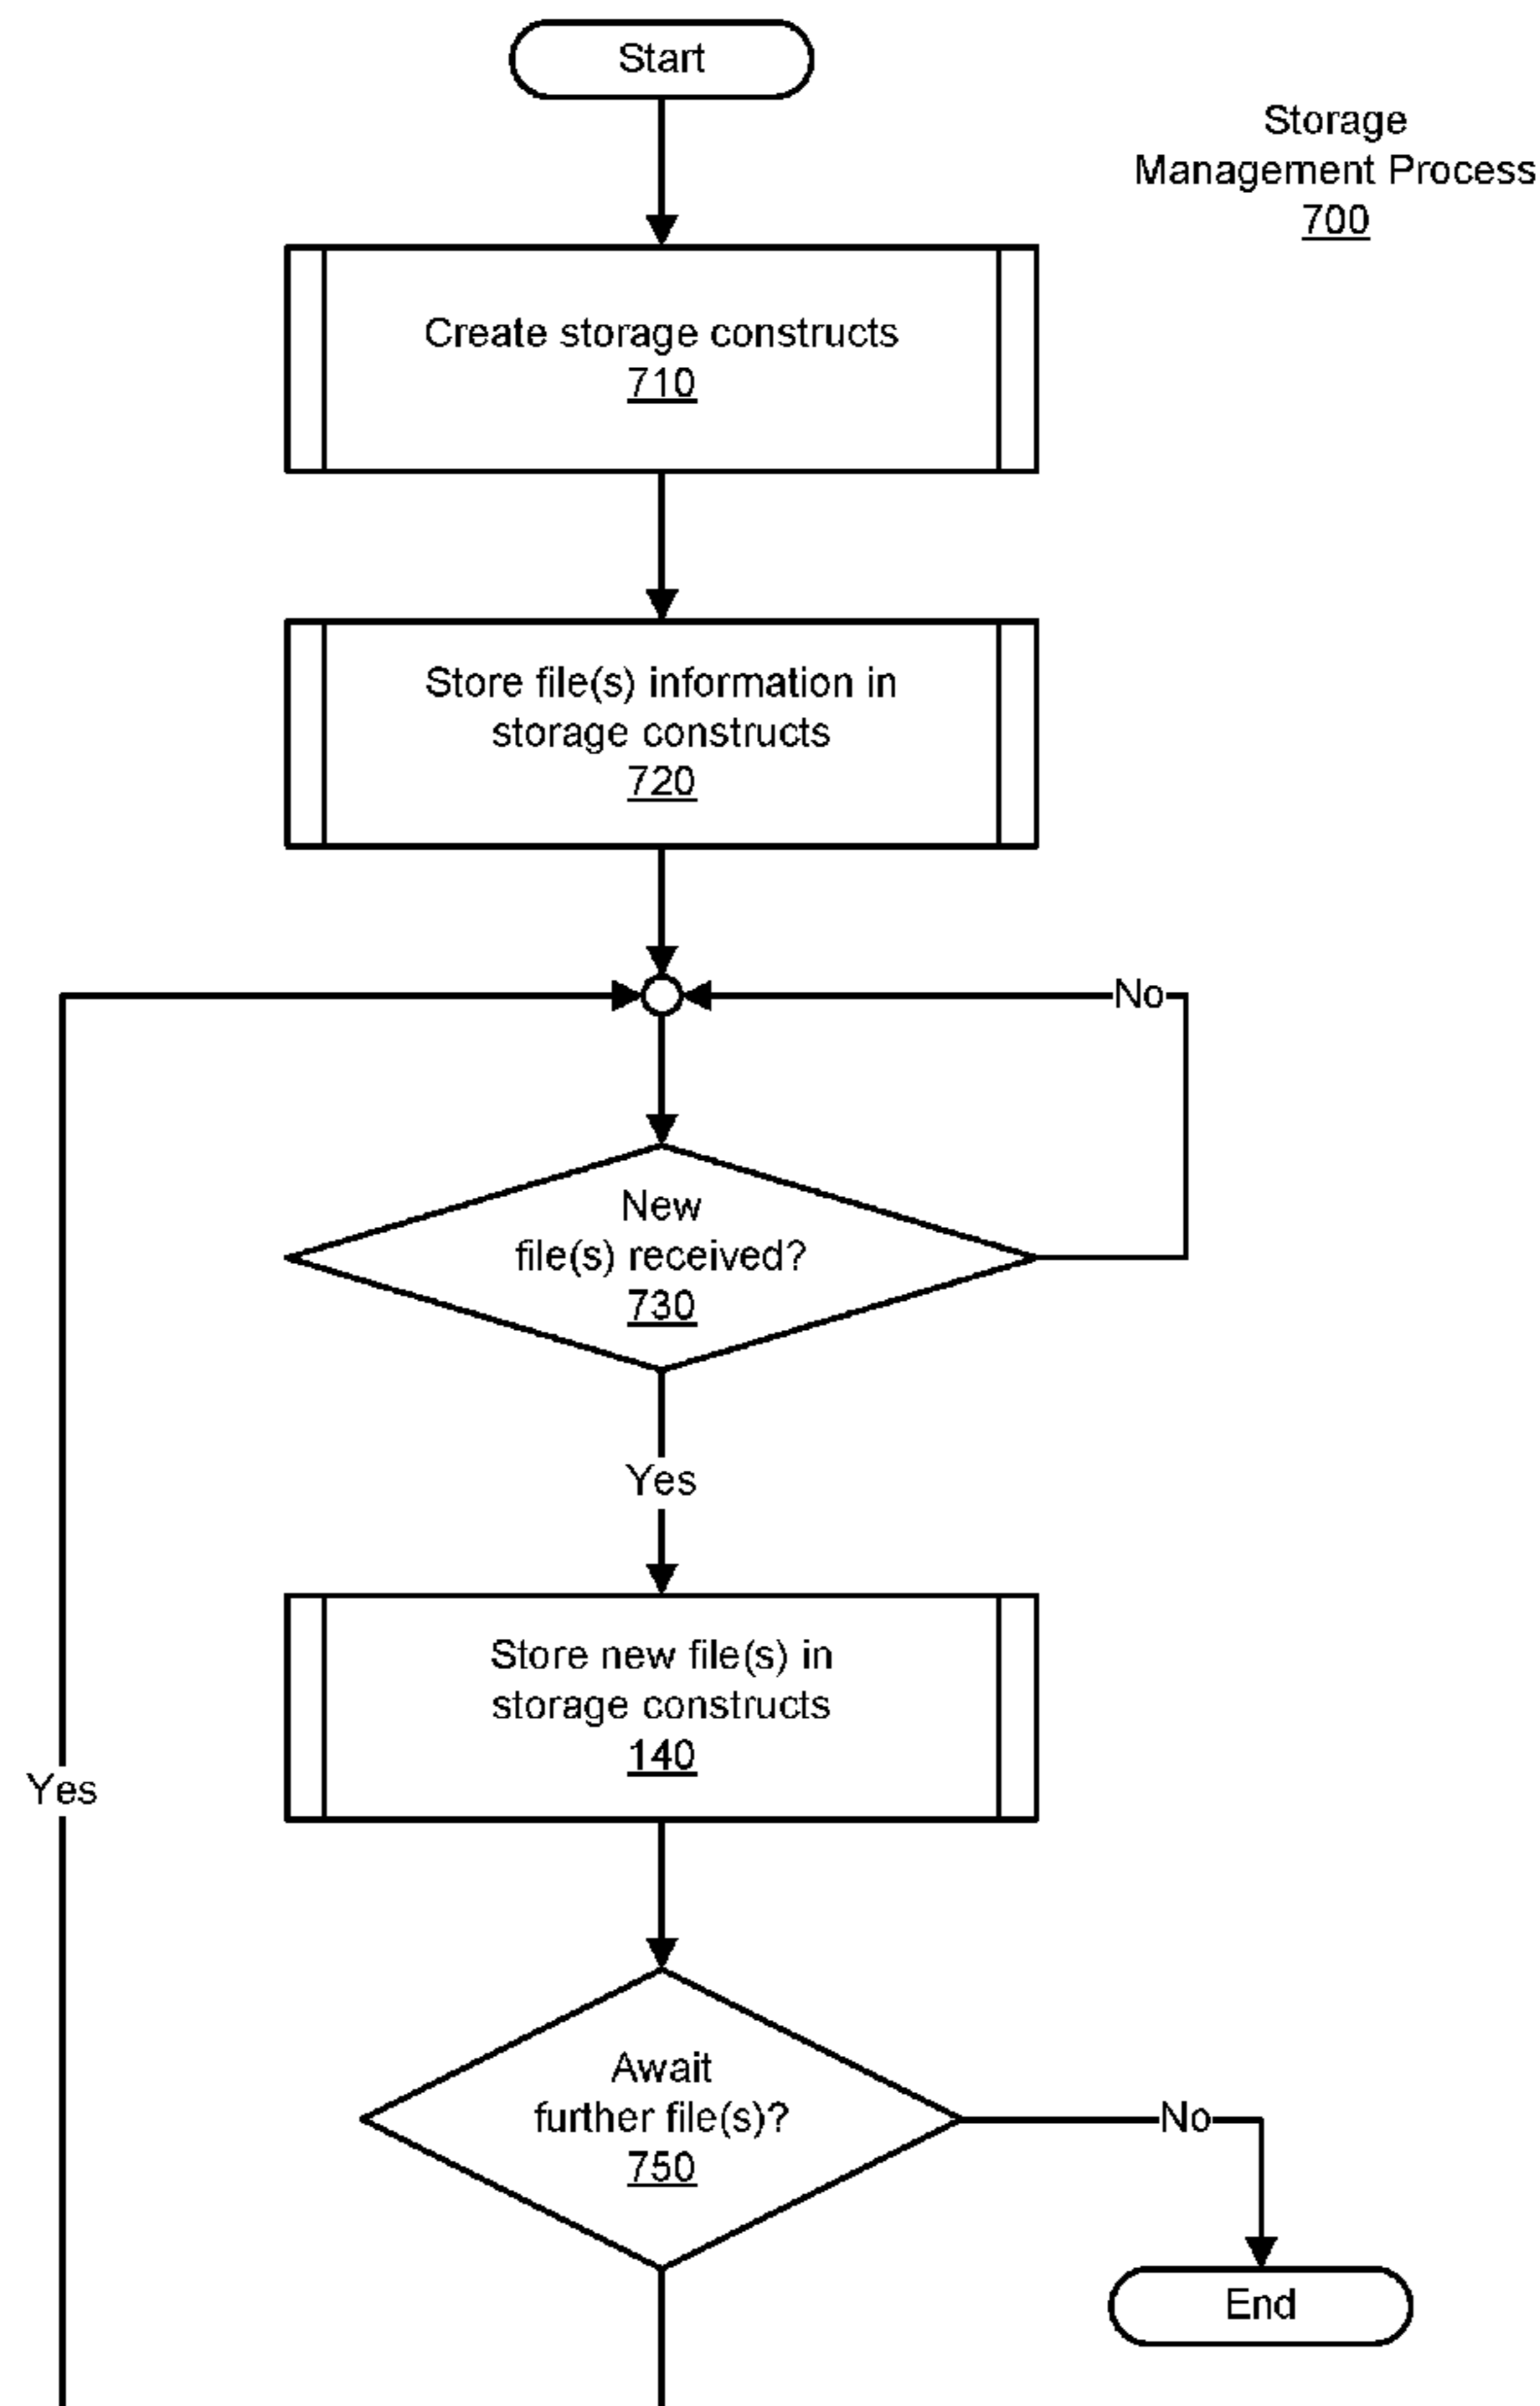 Start
Storage
Management Process
700
Create storage constructs
710
Store file(s) information in
storage constructs
720
No
New
file(s) received?
730
Yes
Store new file(s) in
storage constructs
140
Yes
Await
further file(s)?
750
No
End